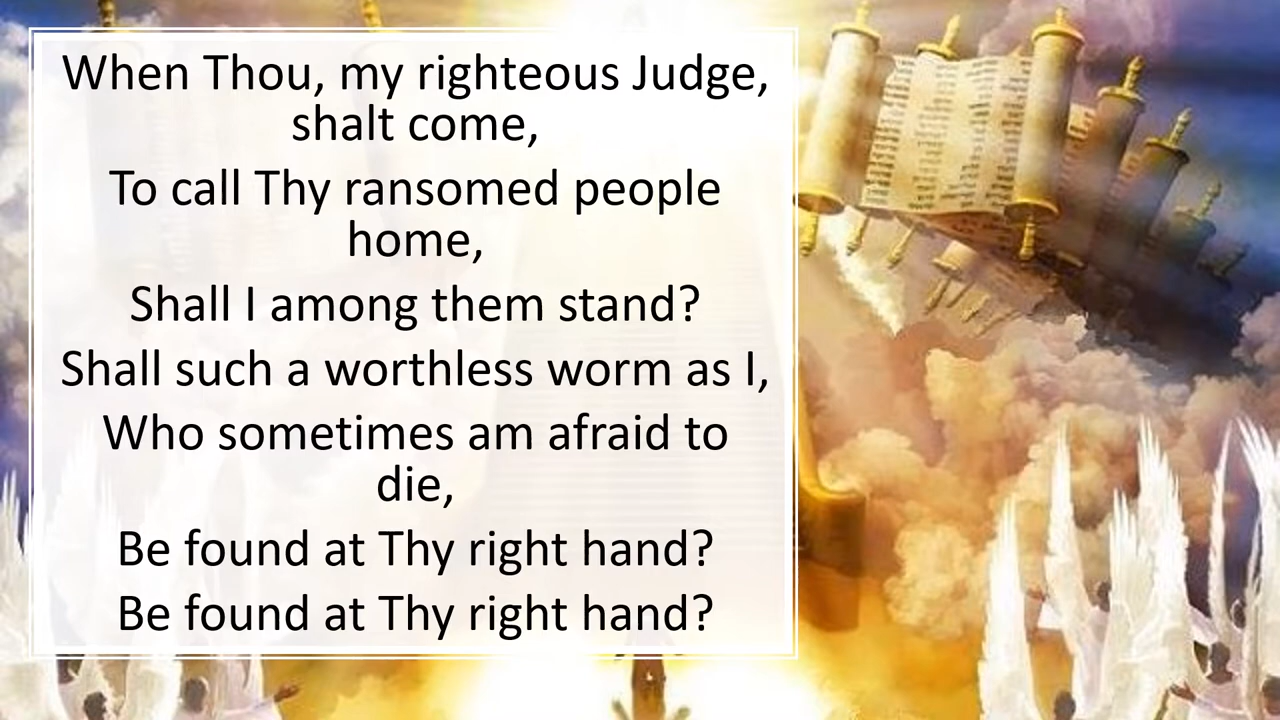 When Thou, my righteous Judge,
shalt come,
To call Thy ransomed people
home,
Shall I among them stand?
Shall such a worthless worm as I,
Who sometimes am afraid to
die,
Be found at Thy right hand?
Be found at Thy right hand?